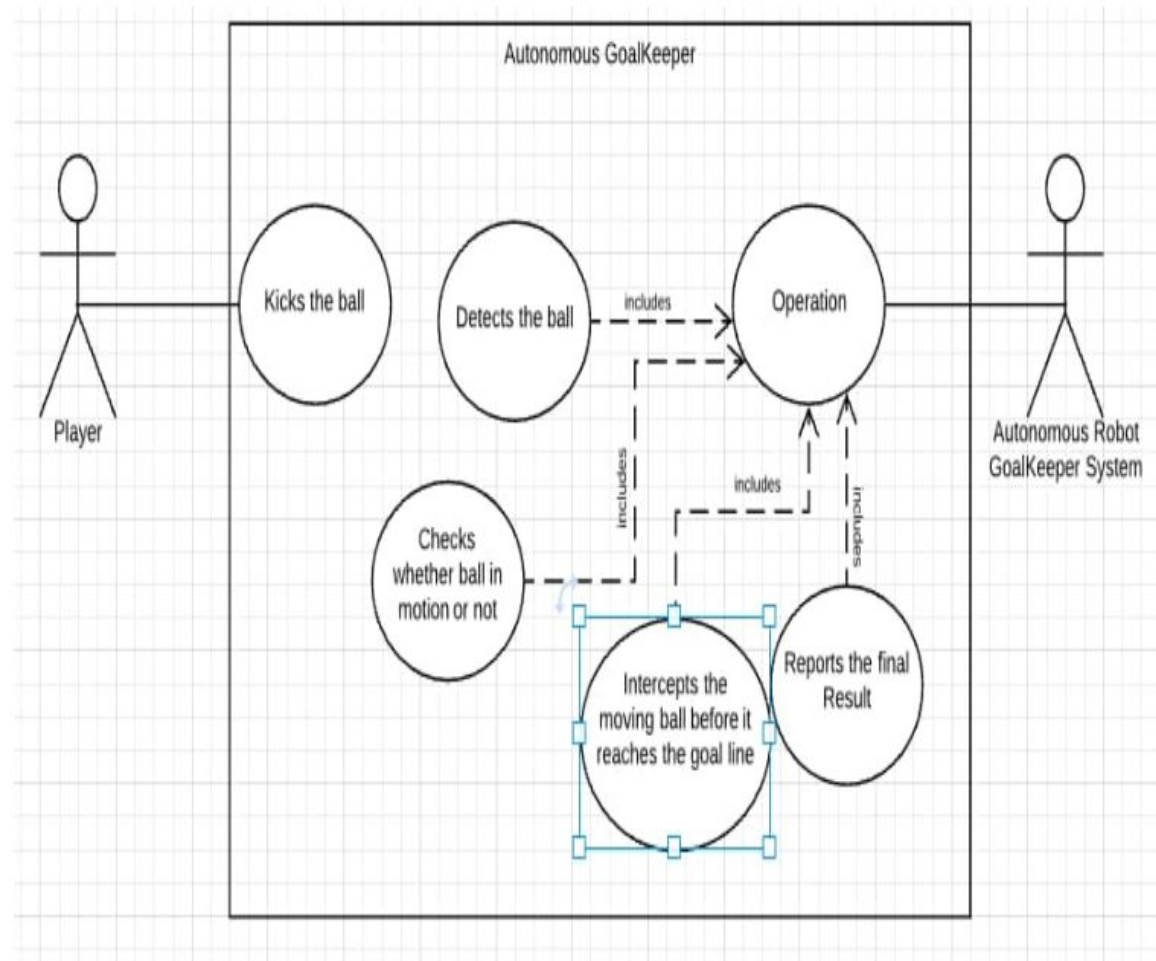 Autonomous GoalKeeper
Kicks the ball
Detects the ball
includes
Operation
Player
Autonomous Robot
GoalKeeper System
includes
includes
includes
Checks
whether ball in
motion or not
Intercepts the
moving ball before it
reaches the goal line
Reports the final
Result